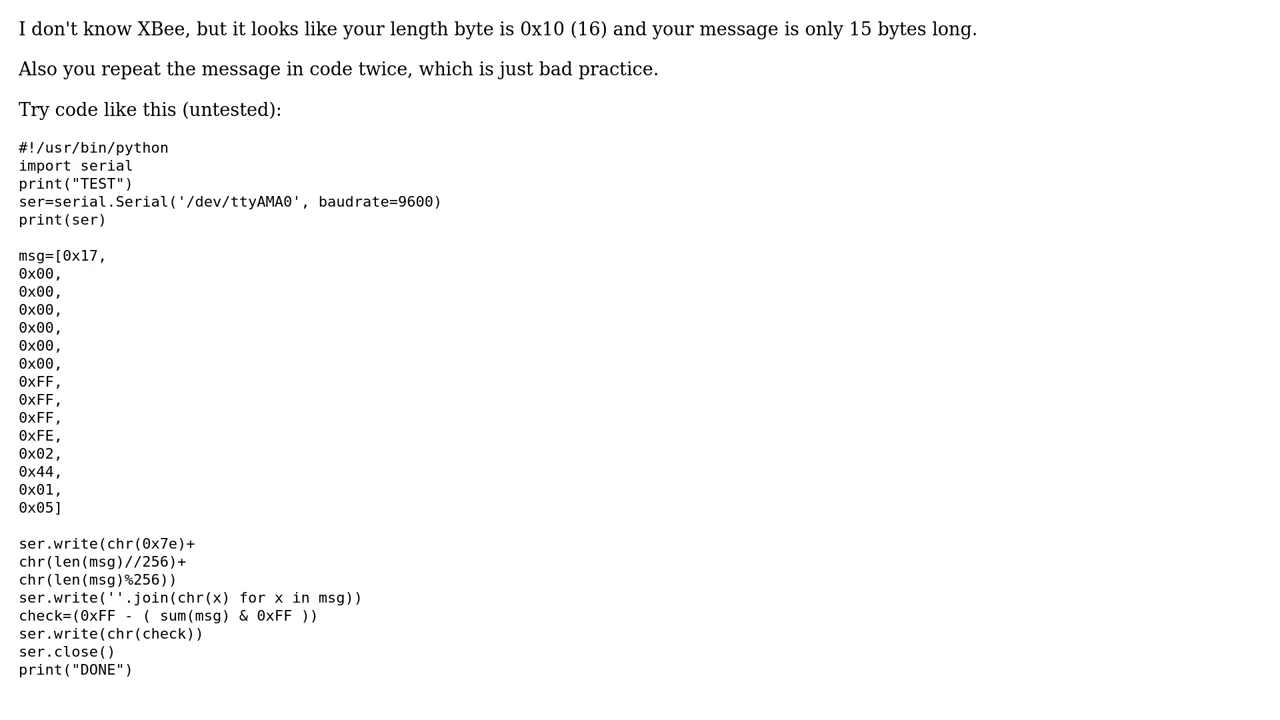 I don't know XBee, but it looks like your length byte is 0x10 (16) and your message is only 15 bytes long.
Also you repeat the message in code twice, which is just bad practice.
Try code like this (untested):
#!/usr/bin/python
import serial
print("TEST")
ser=serial.Serial('/dev/ttyAMA0', baudrate=9600)
print(ser)
msg=[0x17,
0x00,
0x00,
0x00,
0x00,
0x00,
0x00,
0xFF,
0xFF,
0xFF,
0xFE,
0x02,
0x44,
0x01,
0x05]
ser.write(chr(0x7e)+
chr(len(msg)//256)+
chr(len(msg)%256))
ser.write(''.join(chr(x) for x in msg))
check=(0xFF - ( sum(msg) & 0xFF ))
ser.write(chr(check))
ser.close()
print("DONE")